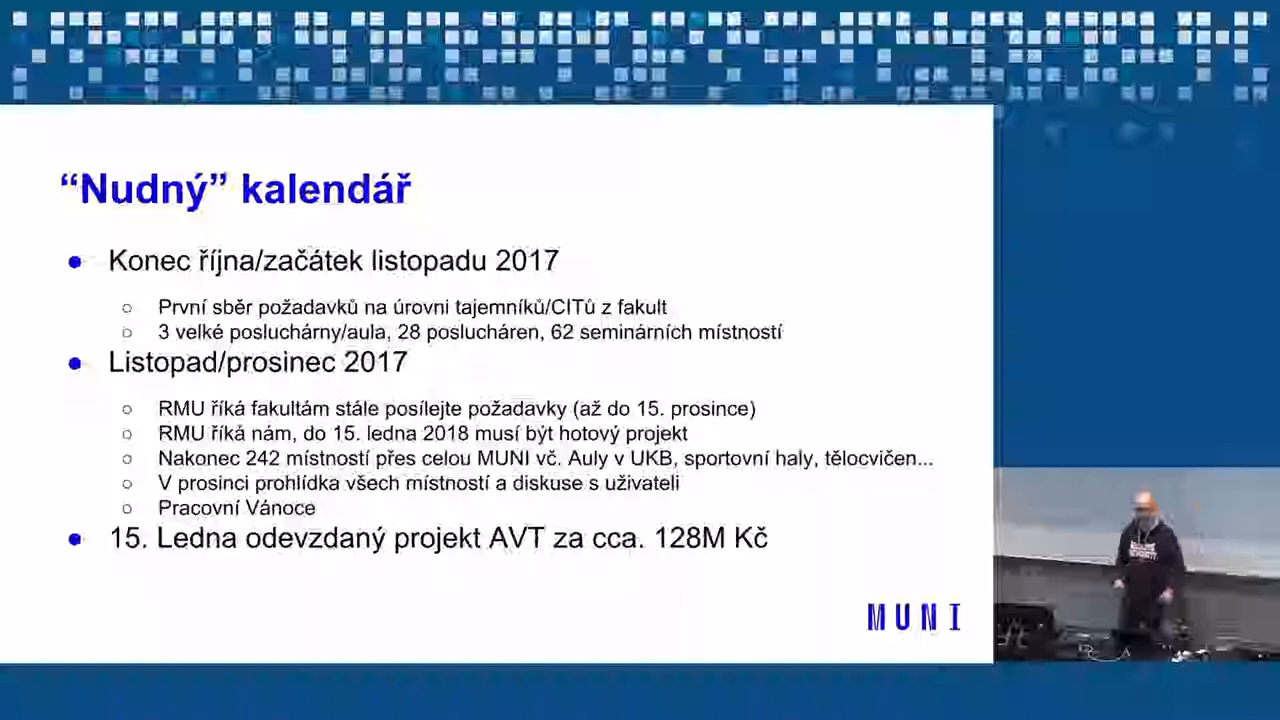 “Nudný” kalendář
● Konec října/začátek listopadu 2017
○ První sběr požadavků na úrovni tajemníků/CITů z fakult
○ 3 velké posluchárny/aula, 28 poslucháren, 62 seminárních místností
● Listopad/prosinec 2017
○ RMU říká fakultám stále posílejte požadavky (až do 15. prosince)
○ RMU říká nám, do 15. ledna 2018 musí být hotový projekt
○ Nakonec 242 místností přes celou MUNI vč. Auly v UKB, sportovní haly, tělocvičen...
○ V prosinci prohlídka všech místností a diskuse s uživateli
○ Pracovní Vánoce
● 15. Ledna odevzdaný projekt AVT za cca. 128M Kč
MUNI